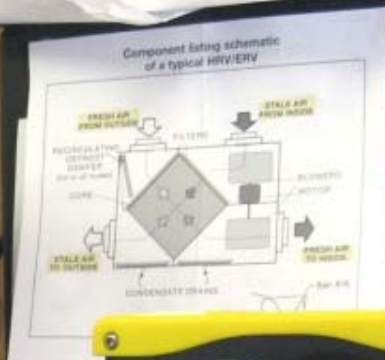 Component listing schematic
of a typical HRV/ERV
FRESH AIR
FROM OUTSIDE
STALE AIR
FROM INSIDE
FILTERS
RECIRCULATING
DEFROST
DAMPER
CORE
BLOWERS
MOTOR
STALE AIR
TO OUTSIDE
FRESH AIR
TO INSIDE
CONDENSATE DRAINS